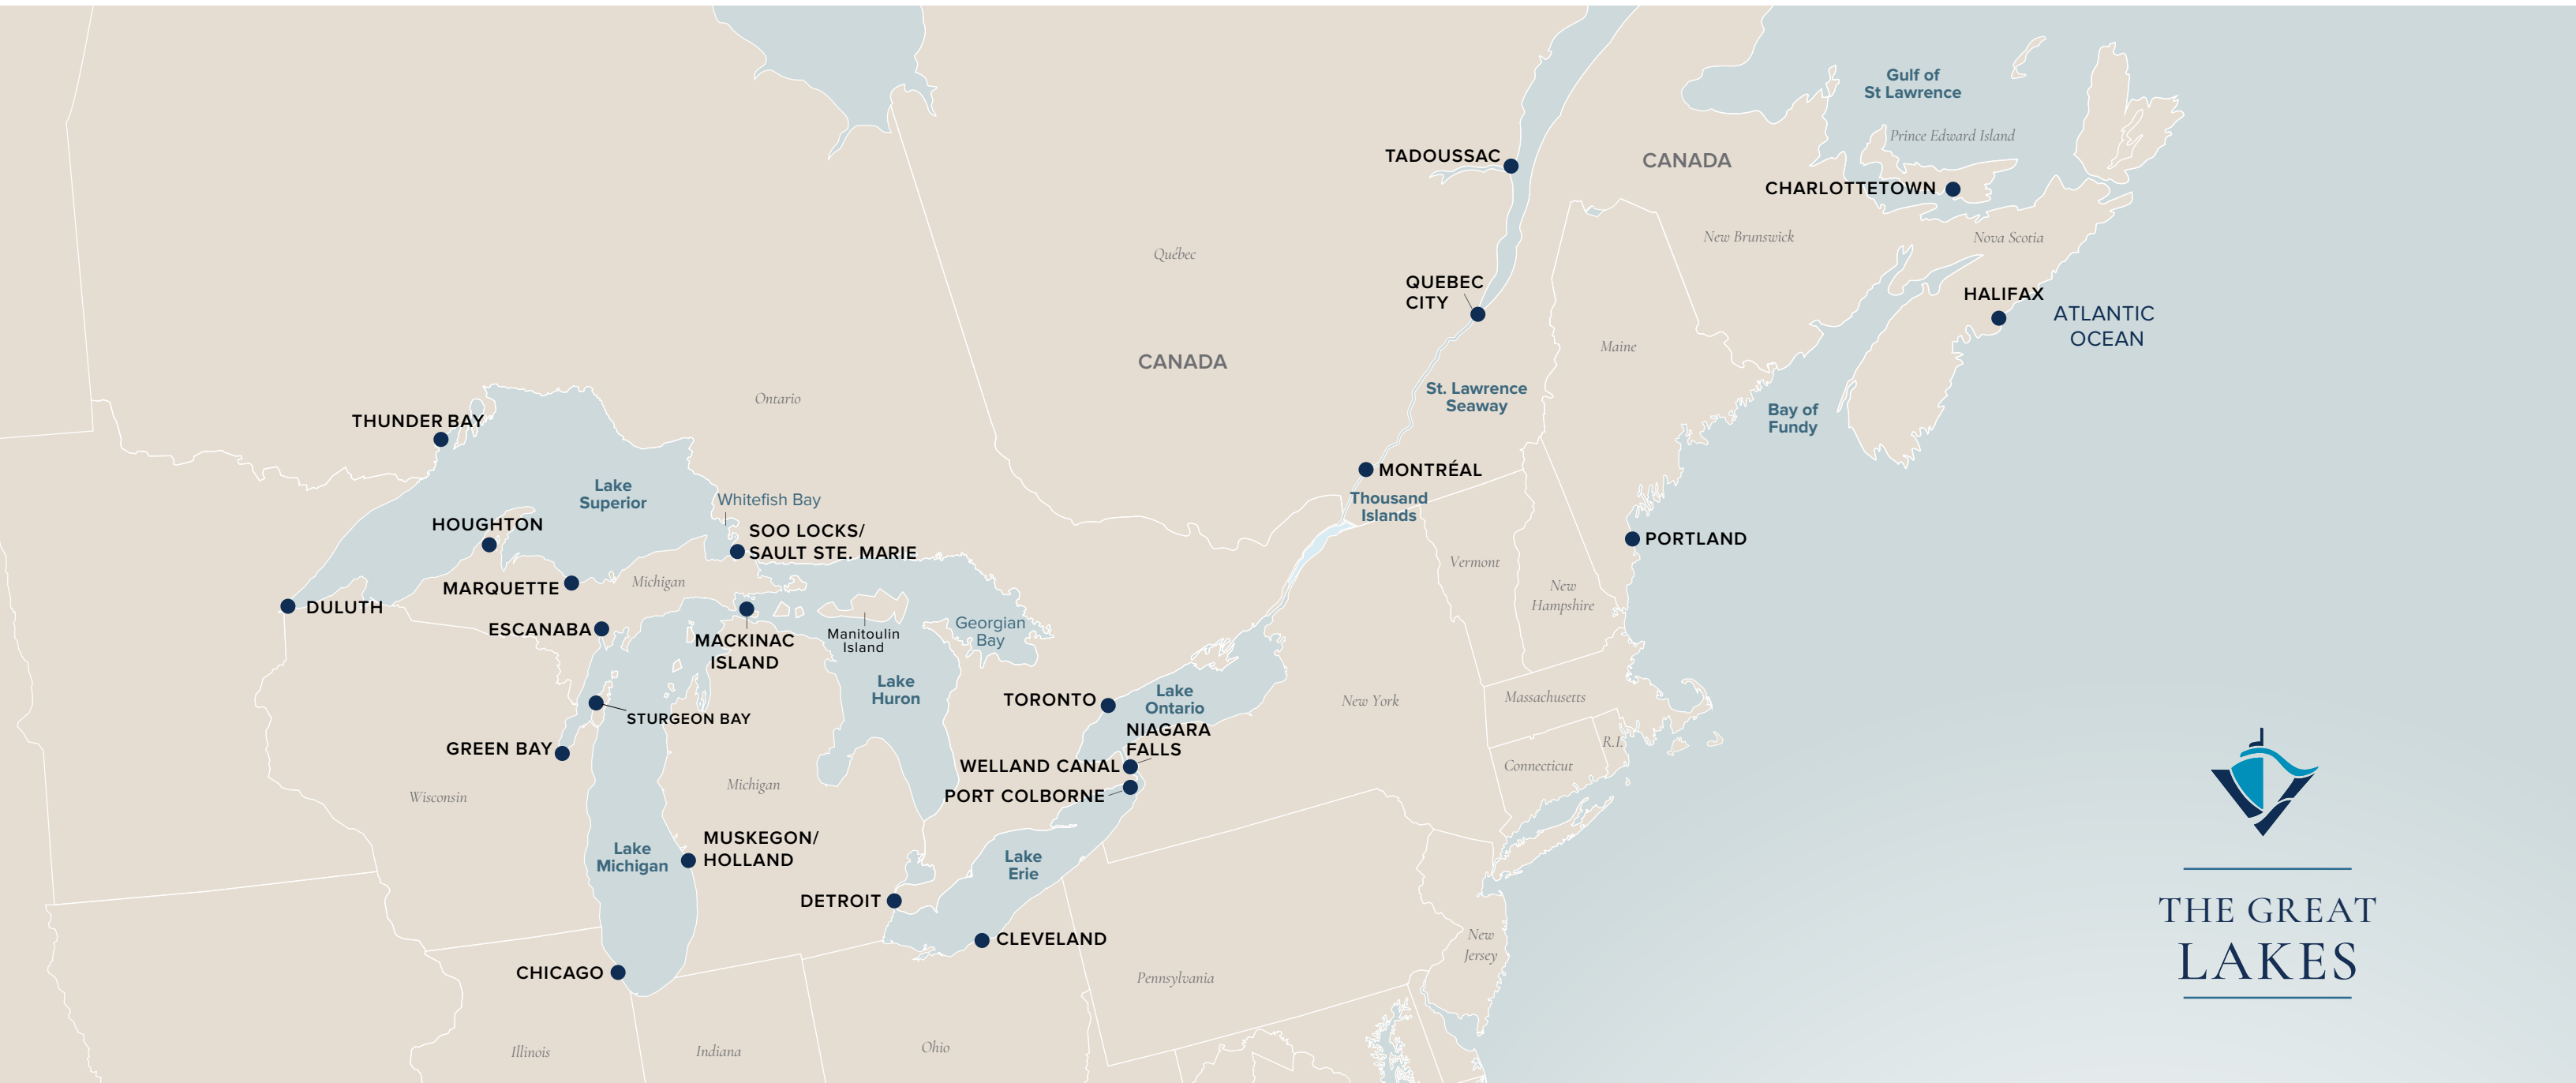 Gulf of
St Lawrence
Prince Edward Island
TADOUSSAC
CANADA
CHARLOTTETOWN
New Brunswick
Nova Scotia
Québec
QUEBEC
CITY
HALIFAX
ATLANTIC
OCEAN
Maine
CANADA
St. Lawrence
Seaway
Ontario
Bay of
Fundy
THUNDER BAY
MONTRÉAL
Lake
Superior
Whitefish Bay
Thousand
Islands
HOUGHTON
SOO LOCKS/
SAULT STE. MARIE
PORTLAND
Vermont
MARQUETTE
Michigan
New
Hampshire
DULUTH
ESCANABA
MACKINAC
ISLAND
Manitoulin
Island
Georgian
Bay
Lake
Huron
TORONTO
Lake
Ontario
New York
Massachusetts
STURGEON BAY
NIAGARA
FALLS
GREEN BAY
R.I.
WELLAND CANAL
Connecticut
PORT COLBORNE
Wisconsin
Michigan
MUSKEGON/
HOLLAND
Lake
Michigan
Lake
Erie
DETROIT
CLEVELAND
New
Jersey
CHICAGO
Pennsylvania
Illinois
Indiana
Ohio
THE GREAT
LAKES